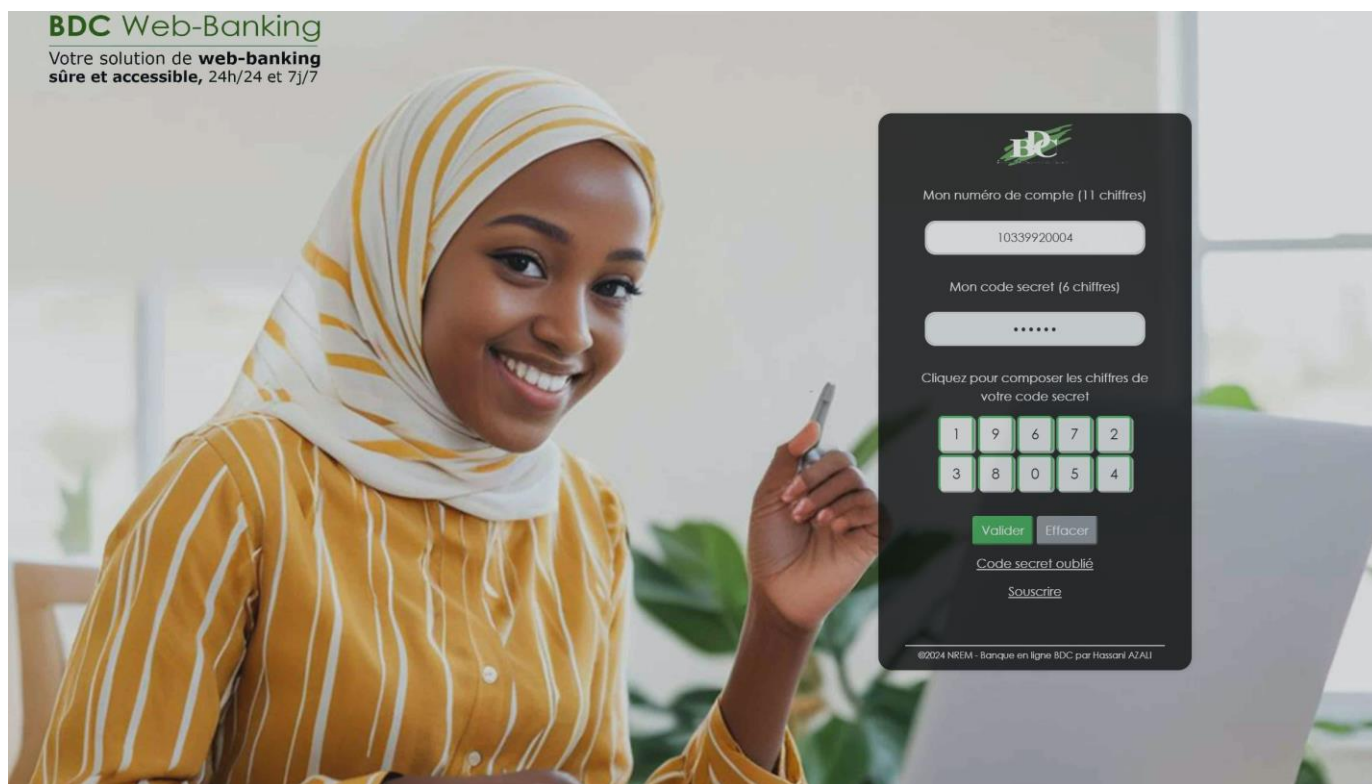 BDC Web-Banking
Votre solution de web-banking
sûre et accessible, 24h/24 et 7j/7
BDC
Mon numéro de compte (11 chiffres)
10339920004
Mon code secret (6 chiffres)
••••••
Cliquez pour composer les chiffres de
votre code secret
1 9 6 7 2
3 8 0 5 4
Valider Effacer
Code secret oublié
Souscrire
©2024 NREM - Banque en ligne BDC par Hassani AZALI